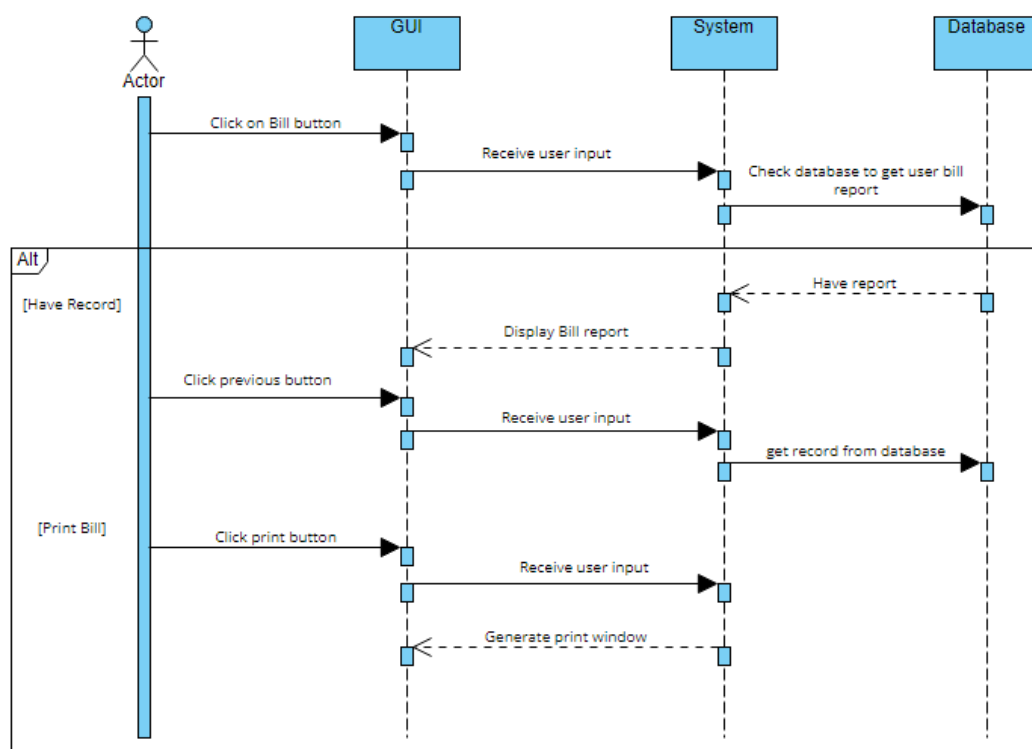 GUI
System
Database
Actor
Click on Bill button
Receive user input
Check database to get user bill
report
Alt
[Have Record]
Have report
Display Bill report
Click previous button
Receive user input
get record from database
[Print Bill]
Click print button
Receive user input
Generate print window